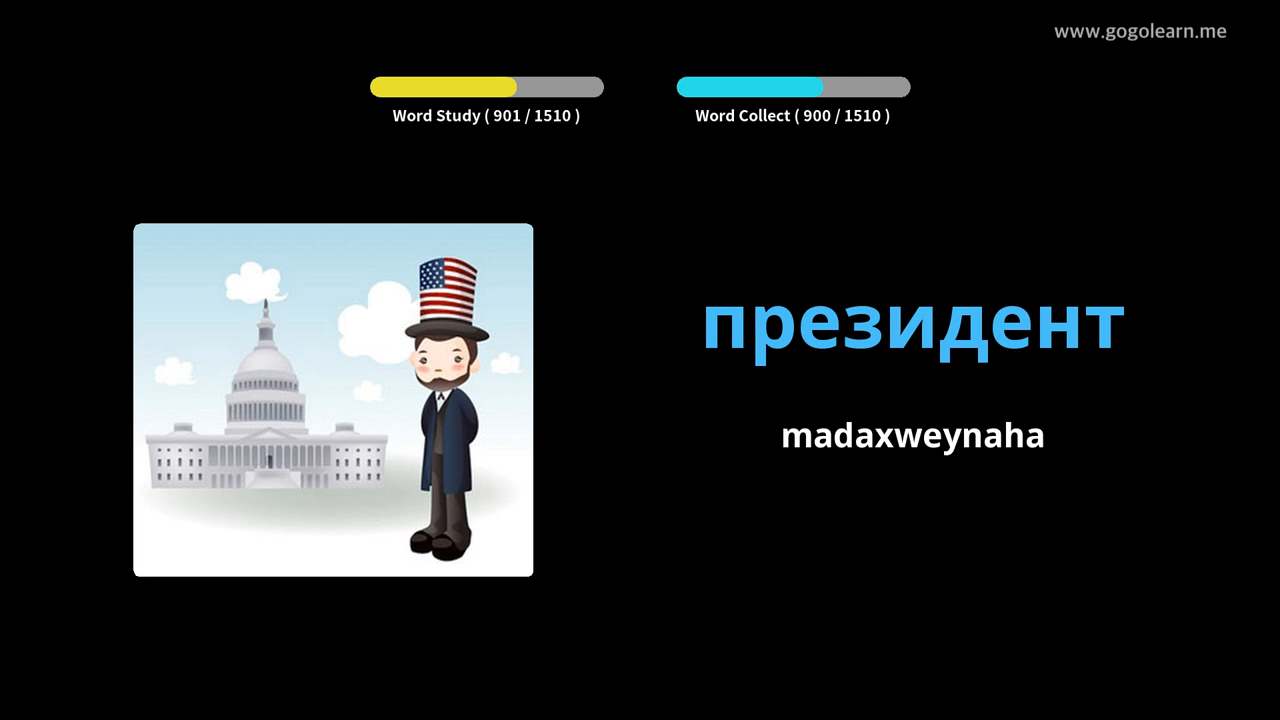 www.gogolearn.me
Word Study ( 901 / 1510 )
Word Collect ( 900 / 1510 )
президент
madaxweynaha